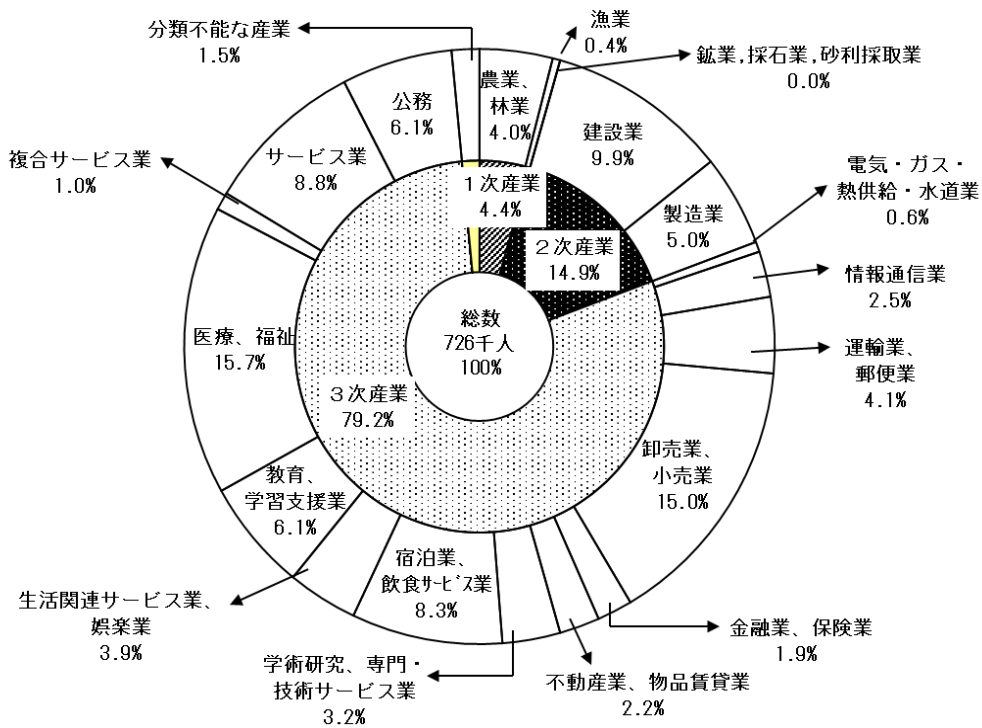 分類不能な産業
1.5%
漁業
0.4%
鉱業,採石業,砂利採取業
0.0%
農業、
林業
4.0%
公務
6.1%
建設業
9.9%
複合サービス業
1.0%
サービス業
8.8%
電気・ガス・
熱供給・水道業
0.6%
1次産業
4.4%
製造業
5.0%
2次産業
14.9%
情報通信業
2.5%
総数
726千人
100%
医療、福祉
15.7%
運輸業、
郵便業
4.1%
3次産業
79.2%
卸売業、
小売業
15.0%
教育、
学習支援業
6.1%
宿泊業、
飲食ｻｰﾋﾞｽ業
8.3%
生活関連サービス業、
娯楽業
3.9%
金融業、保険業
1.9%
学術研究、専門・
技術サービス業
3.2%
不動産業、物品賃貸業
2.2%